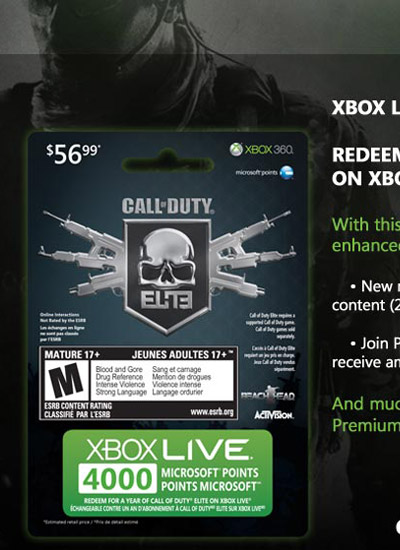 $56⁹⁹*
XBOX 360.
microsoft points
CALL OF DUTY.
ELITE
Online Interactions
Not Rated by the ESRB
Les échanges en ligne
ne sont pas classés
par l'ESRB
Call of Duty Elite requires a
supported Call of Duty game.
Call of Duty games sold
separately.
MATURE 17+
JEUNES ADULTES 17+™
M
Blood and Gore
Drug Reference
Intense Violence
Strong Language
Sang et carnage
Mention de drogues
Violence intense
Langage ordurier
ESRB CONTENT RATING
CLASSIFIÉ PAR L'ESRB
www.esrb.org
BEACHHEAD
ACTIVISION.
XBOX LIVE.
4000
MICROSOFT® POINTS
POINTS MICROSOFT™
REDEEM FOR A YEAR OF CALL OF DUTY® ELITE ON XBOX LIVE®
ÉCHANGEABLE CONTRE UN AN D'ABONNEMENT À CALL OF DUTY® ELITE SUR XBOX LIVE®
*Estimated retail price / *Prix de détail estimé
XBOX L
REDEEM
ON XBO
With this
enhanced
• New
content (2
• Join P
receive an
And muc
Premium